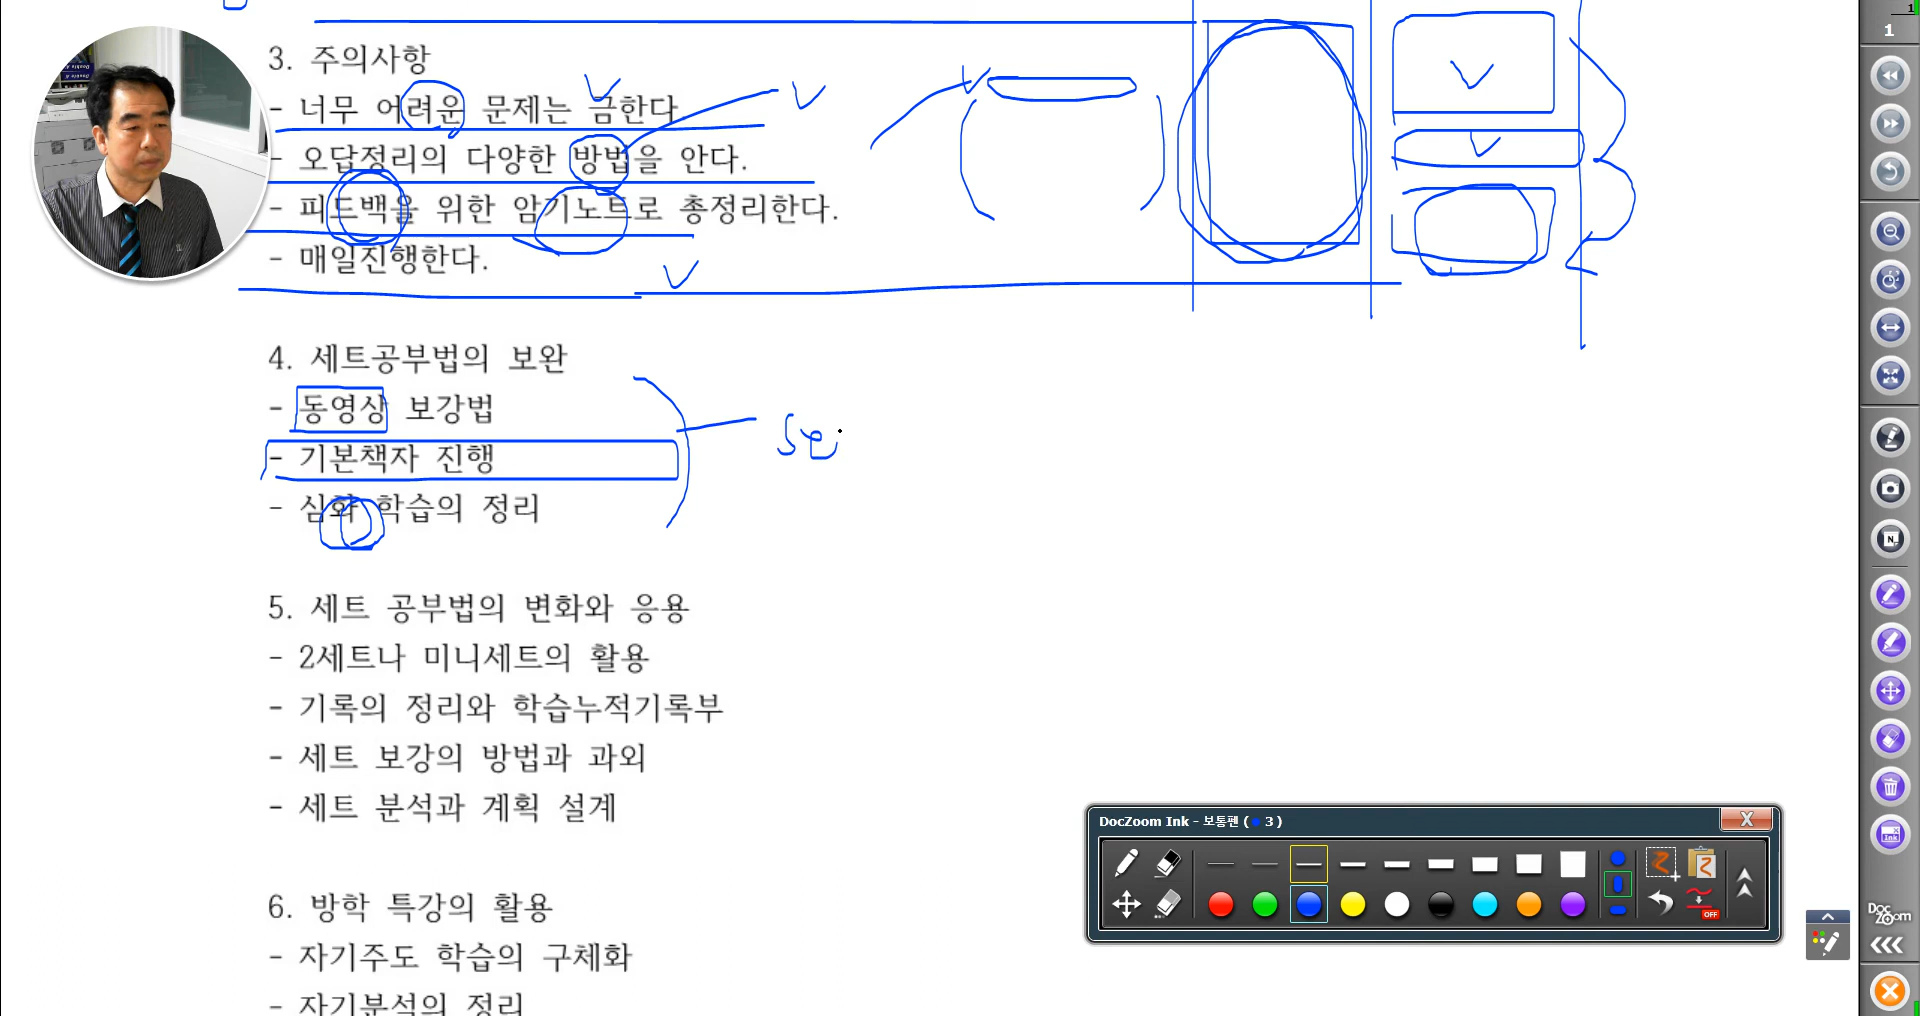 3. 주의사항
- 너무 어려운 문제는 금한다.
- 오답정리의 다양한 방법을 안다.
- 피드백을 위한 암기노트로 총정리한다.
- 매일진행한다.
4. 세트공부법의 보완
- 동영상 보강법
- 기본책자 진행
- 심화 학습의 정리
se
5. 세트 공부법의 변화와 응용
- 2세트나 미니세트의 활용
- 기록의 정리와 학습누적기록부
- 세트 보강의 방법과 과외
- 세트 분석과 계획 설계
6. 방학 특강의 활용
- 자기주도 학습의 구체화
- 자기분석의 정리
DocZoom Ink - 보통펜 ( 3 )
X
OFF
1
1
N
Ink
Doc Zoom